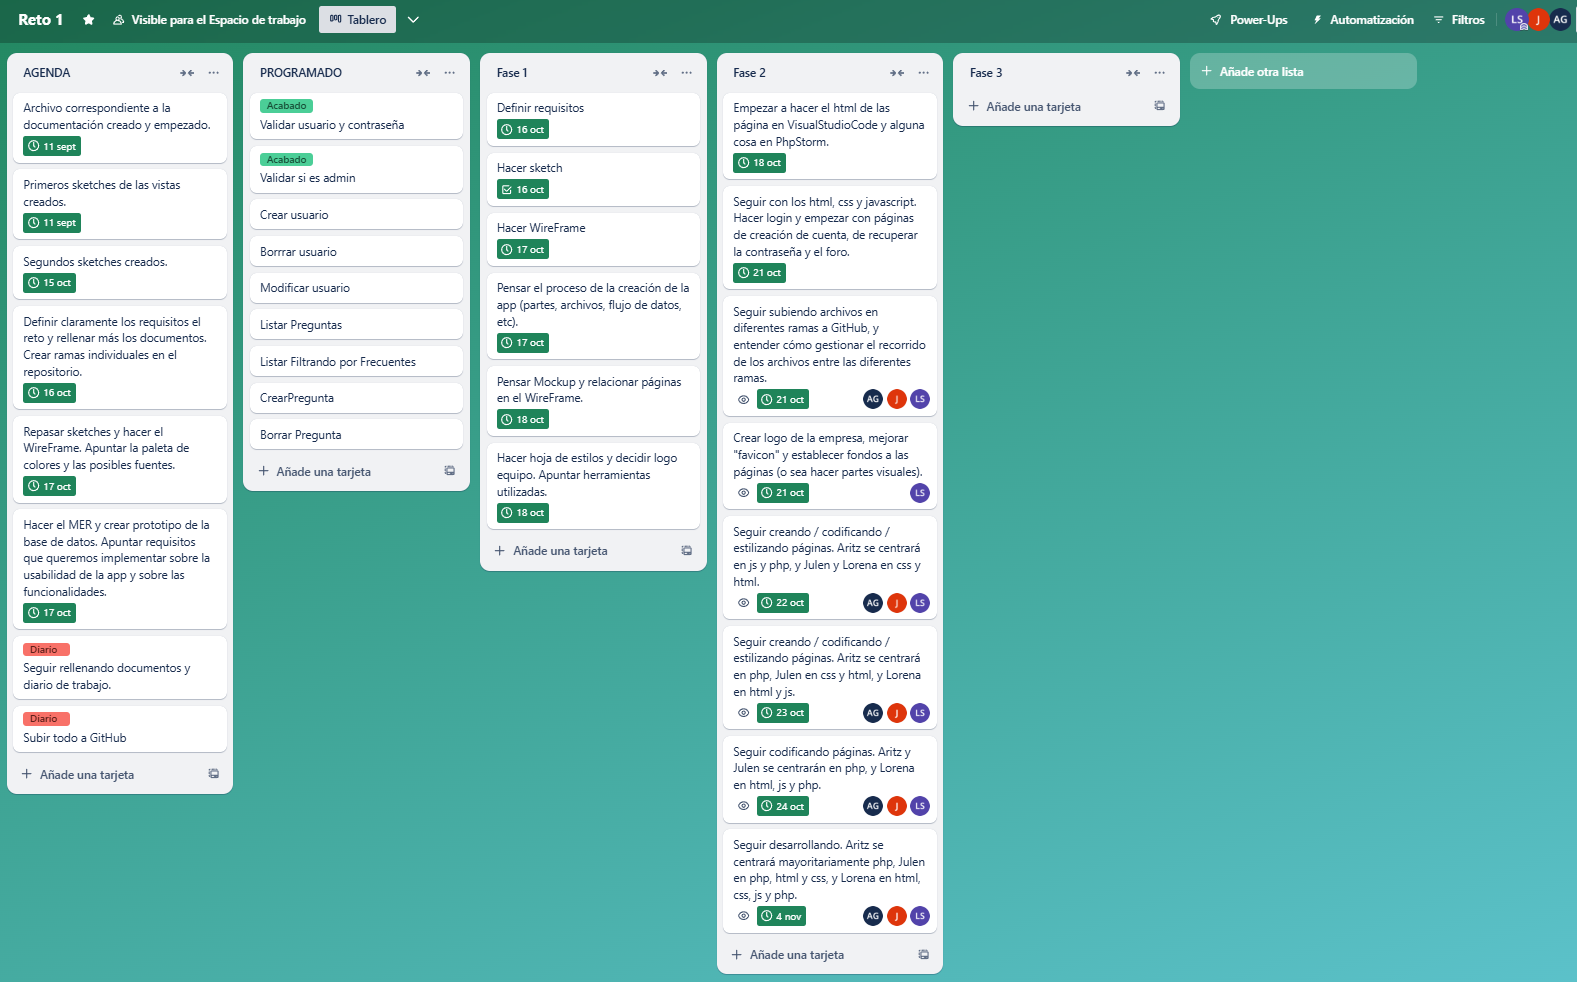 Reto 1
Visible para el Espacio de trabajo
Tablero
Power-Ups
Automatización
Filtros
LS
J
AG
AGENDA
Archivo correspondiente a la
documentación creado y empezado.
11 sept
Primeros sketches de las vistas
creados.
11 sept
Segundos sketches creados.
15 oct
Definir claramente los requisitos el
reto y rellenar más los documentos.
Crear ramas individuales en el
repositorio.
16 oct
Repasar sketches y hacer el
WireFrame. Apuntar la paleta de
colores y las posibles fuentes.
17 oct
Hacer el MER y crear prototipo de la
base de datos. Apuntar requisitos
que queremos implementar sobre la
usabilidad de la app y sobre las
funcionalidades.
17 oct
Diario
Seguir rellenando documentos y
diario de trabajo.
Diario
Subir todo a GitHub
Añade una tarjeta
PROGRAMADO
Acabado
Validar usuario y contraseña
Acabado
Validar si es admin
Crear usuario
Borrrar usuario
Modificar usuario
Listar Preguntas
Listar Filtrando por Frecuentes
CrearPregunta
Borrar Pregunta
Añade una tarjeta
Fase 1
Definir requisitos
16 oct
Hacer sketch
16 oct
Hacer WireFrame
17 oct
Pensar el proceso de la creación de la
app (partes, archivos, flujo de datos,
etc).
17 oct
Pensar Mockup y relacionar páginas
en el WireFrame.
18 oct
Hacer hoja de estilos y decidir logo
equipo. Apuntar herramientas
utilizadas.
18 oct
Añade una tarjeta
Fase 2
Empezar a hacer el html de las
página en VisualStudioCode y alguna
cosa en PhpStorm.
18 oct
Seguir con los html, css y javascript.
Hacer login y empezar con páginas
de creación de cuenta, de recuperar
la contraseña y el foro.
21 oct
Seguir subiendo archivos en
diferentes ramas a GitHub, y
entender cómo gestionar el recorrido
de los archivos entre las diferentes
ramas.
21 oct AG J LS
Crear logo de la empresa, mejorar
"favicon" y establecer fondos a las
páginas (o sea hacer partes visuales).
21 oct LS
Seguir creando / codificando /
estilizando páginas. Aritz se centrará
en js y php, y Julen y Lorena en css y
html.
22 oct AG J LS
Seguir creando / codificando /
estilizando páginas. Aritz se centrará
en php, Julen en css y html, y Lorena
en html y js.
23 oct AG J LS
Seguir codificando páginas. Aritz y
Julen se centrarán en php, y Lorena
en html, js y php.
24 oct AG J LS
Seguir desarrollando. Aritz se
centrará mayoritariamente php, Julen
en php, html y css, y Lorena en html,
css, js y php.
4 nov AG J LS
Añade una tarjeta
Fase 3
Añade una tarjeta
Añade otra lista